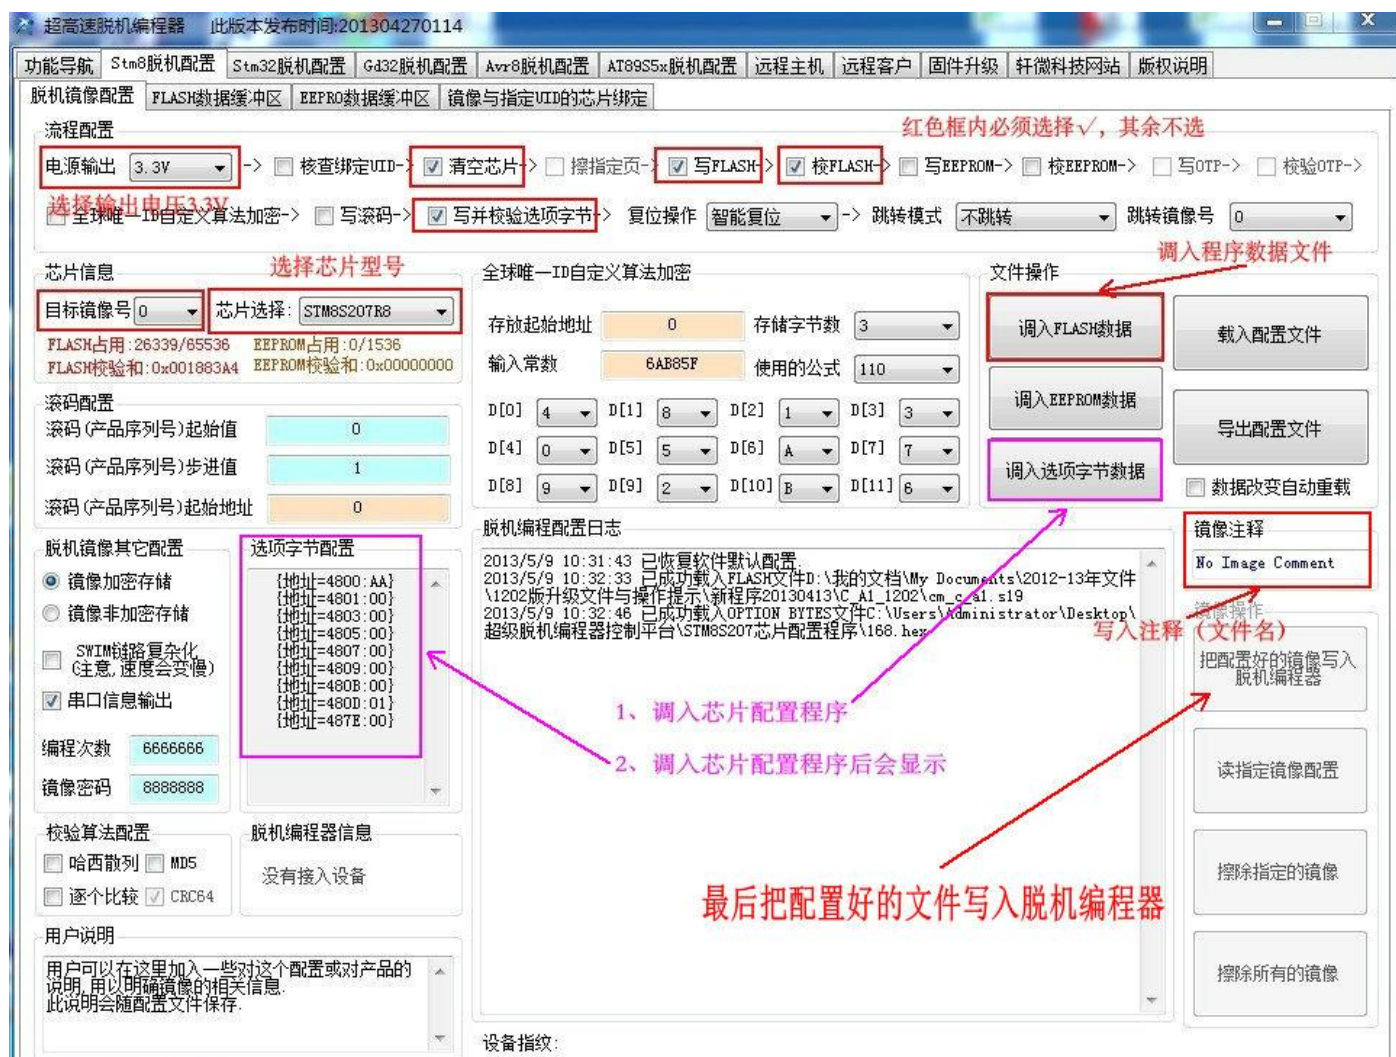 超高速脱机编程器 此版本发布时间:201304270114
功能导航 Stm8脱机配置 Stm32脱机配置 Gd32脱机配置 Avr8脱机配置 AT89S5x脱机配置 远程主机 远程客户 固件升级 轩微科技网站 版权说明
脱机镜像配置 FLASH数据缓冲区 EEPRO数据缓冲区 镜像与指定UID的芯片绑定
流程配置
红色框内必须选择√，其余不选
电源输出 3.3V -> 核查绑定UID-> 清空芯片-> 擦指定页-> 写FLASH-> 校FLASH-> 写EEPROM-> 校EEPROM-> 写OTP-> 校验OTP->
选择输出电压3.3V
全球唯一ID自定义算法加密-> 写滚码-> 写并校验选项字节-> 复位操作 智能复位 -> 跳转模式 不跳转 跳转镜像号 0
调入程序数据文件
芯片信息
选择芯片型号
目标镜像号 0 芯片选择: STM8S207R8
FLASH占用:26339/65536 EEPROM占用:0/1536
FLASH校验和:0x001883A4 EEPROM校验和:0x00000000
滚码配置
滚码(产品序列号)起始值 0
滚码(产品序列号)步进值 1
滚码(产品序列号)起始地址 0
全球唯一ID自定义算法加密
存放起始地址 0 存储字节数 3
输入常数 6AB85F 使用的公式 110
D[0] 4 D[1] 8 D[2] 1 D[3] 3
D[4] 0 D[5] 5 D[6] A D[7] 7
D[8] 9 D[9] 2 D[10] B D[11] 6
文件操作
调入FLASH数据 载入配置文件
调入EEPROM数据
导出配置文件
调入选项字节数据
数据改变自动重载
脱机镜像其它配置
镜像加密存储
镜像非加密存储
SWIM链路复杂化
(注意,速度会变慢)
串口信息输出
编程次数 6666666
镜像密码 8888888
选项字节配置
{地址=4800:AA}
{地址=4801:00}
{地址=4803:00}
{地址=4805:00}
{地址=4807:00}
{地址=4809:00}
{地址=480B:00}
{地址=480D:01}
{地址=487E:00}
脱机编程配置日志
2013/5/9 10:31:43 已恢复软件默认配置.
2013/5/9 10:32:33 已成功载入FLASH文件D:\我的文档\My Documents\2012-13年文件
\1202版升级文件与操作提示\新程序20130413\C_A1_1202\cm_c_a1.s19
2013/5/9 10:32:46 已成功载入OPTION BYTES文件C:\Users\Administrator\Desktop\
超级脱机编程器控制平台\STM8S207芯片配置程序\168.hex
1、调入芯片配置程序
2、调入芯片配置程序后会显示
最后把配置好的文件写入脱机编程器
镜像注释
No Image Comment
镜像操作
写入注释（文件名）
把配置好的镜像写入
脱机编程器
读指定镜像配置
擦除指定的镜像
擦除所有的镜像
校验算法配置
哈西散列 MD5
逐个比较 CRC64
脱机编程器信息
没有接入设备
用户说明
用户可以在这里加入一些对这个配置或对产品的
说明,用以明确镜像的相关信息.
此说明会随配置文件保存.
设备指纹: